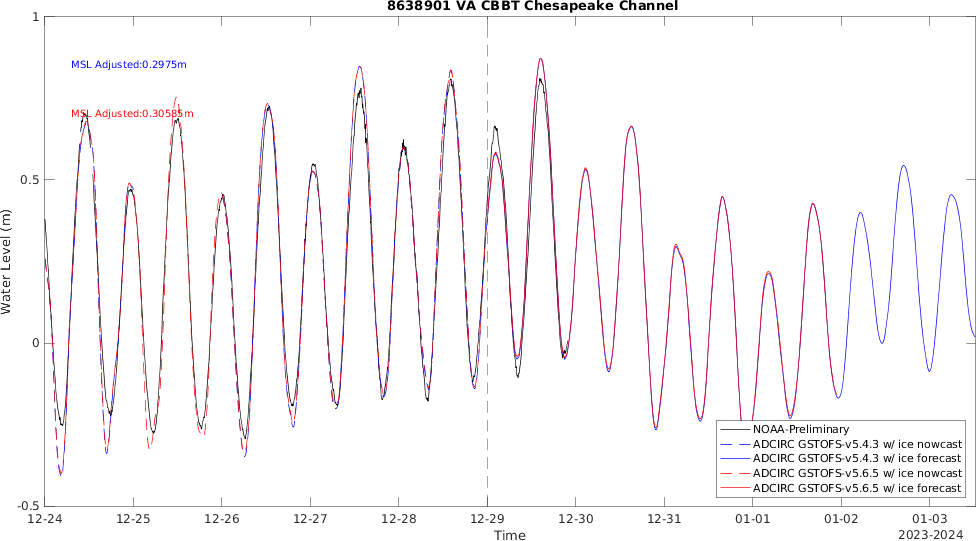 8638901 VA CBBT Chesapeake Channel
1
MSL Adjusted:0.2975m
MSL Adjusted:0.30585m
0.5
Water Level (m)
0
NOAA-Preliminary
ADCIRC GSTOFS-v5.4.3 w/ ice nowcast
ADCIRC GSTOFS-v5.4.3 w/ ice forecast
ADCIRC GSTOFS-v5.6.5 w/ ice nowcast
ADCIRC GSTOFS-v5.6.5 w/ ice forecast
-0.5
12-24 12-25 12-26 12-27 12-28 12-29 12-30 12-31 01-01 01-02 01-03
Time
2023-2024